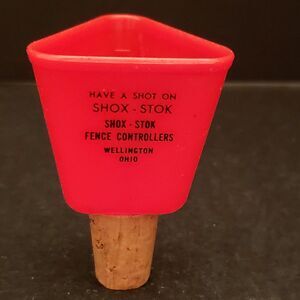 HAVE A SHOT ON
SHOX - STOK
SHOX - STOK
FENCE CONTROLLERS
WELLINGTON
OHIO